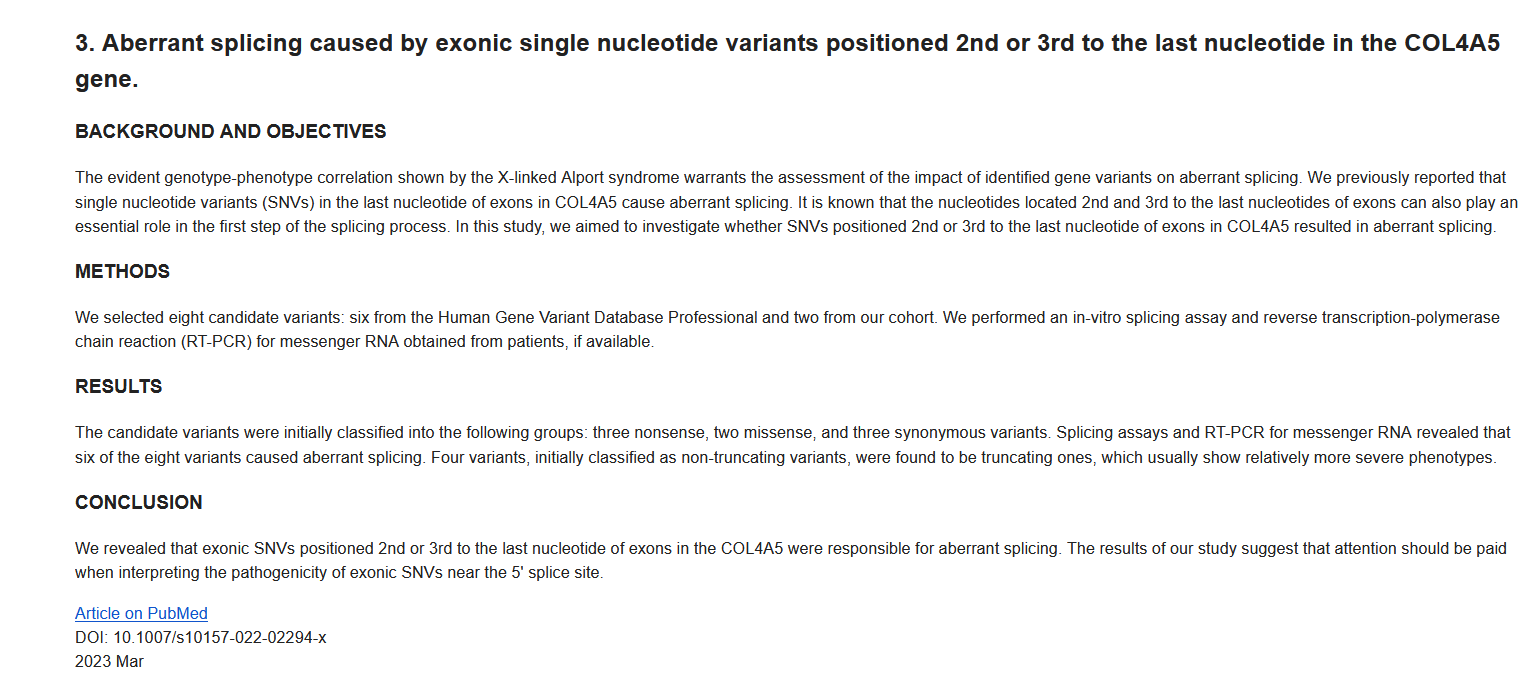 3. Aberrant splicing caused by exonic single nucleotide variants positioned 2nd or 3rd to the last nucleotide in the COL4A5
gene.
BACKGROUND AND OBJECTIVES
The evident genotype-phenotype correlation shown by the X-linked Alport syndrome warrants the assessment of the impact of identified gene variants on aberrant splicing. We previously reported that
single nucleotide variants (SNVs) in the last nucleotide of exons in COL4A5 cause aberrant splicing. It is known that the nucleotides located 2nd and 3rd to the last nucleotides of exons can also play an
essential role in the first step of the splicing process. In this study, we aimed to investigate whether SNVs positioned 2nd or 3rd to the last nucleotide of exons in COL4A5 resulted in aberrant splicing.
METHODS
We selected eight candidate variants: six from the Human Gene Variant Database Professional and two from our cohort. We performed an in-vitro splicing assay and reverse transcription-polymerase
chain reaction (RT-PCR) for messenger RNA obtained from patients, if available.
RESULTS
The candidate variants were initially classified into the following groups: three nonsense, two missense, and three synonymous variants. Splicing assays and RT-PCR for messenger RNA revealed that
six of the eight variants caused aberrant splicing. Four variants, initially classified as non-truncating variants, were found to be truncating ones, which usually show relatively more severe phenotypes.
CONCLUSION
We revealed that exonic SNVs positioned 2nd or 3rd to the last nucleotide of exons in the COL4A5 were responsible for aberrant splicing. The results of our study suggest that attention should be paid
when interpreting the pathogenicity of exonic SNVs near the 5' splice site.
Article on PubMed
DOI: 10.1007/s10157-022-02294-x
2023 Mar